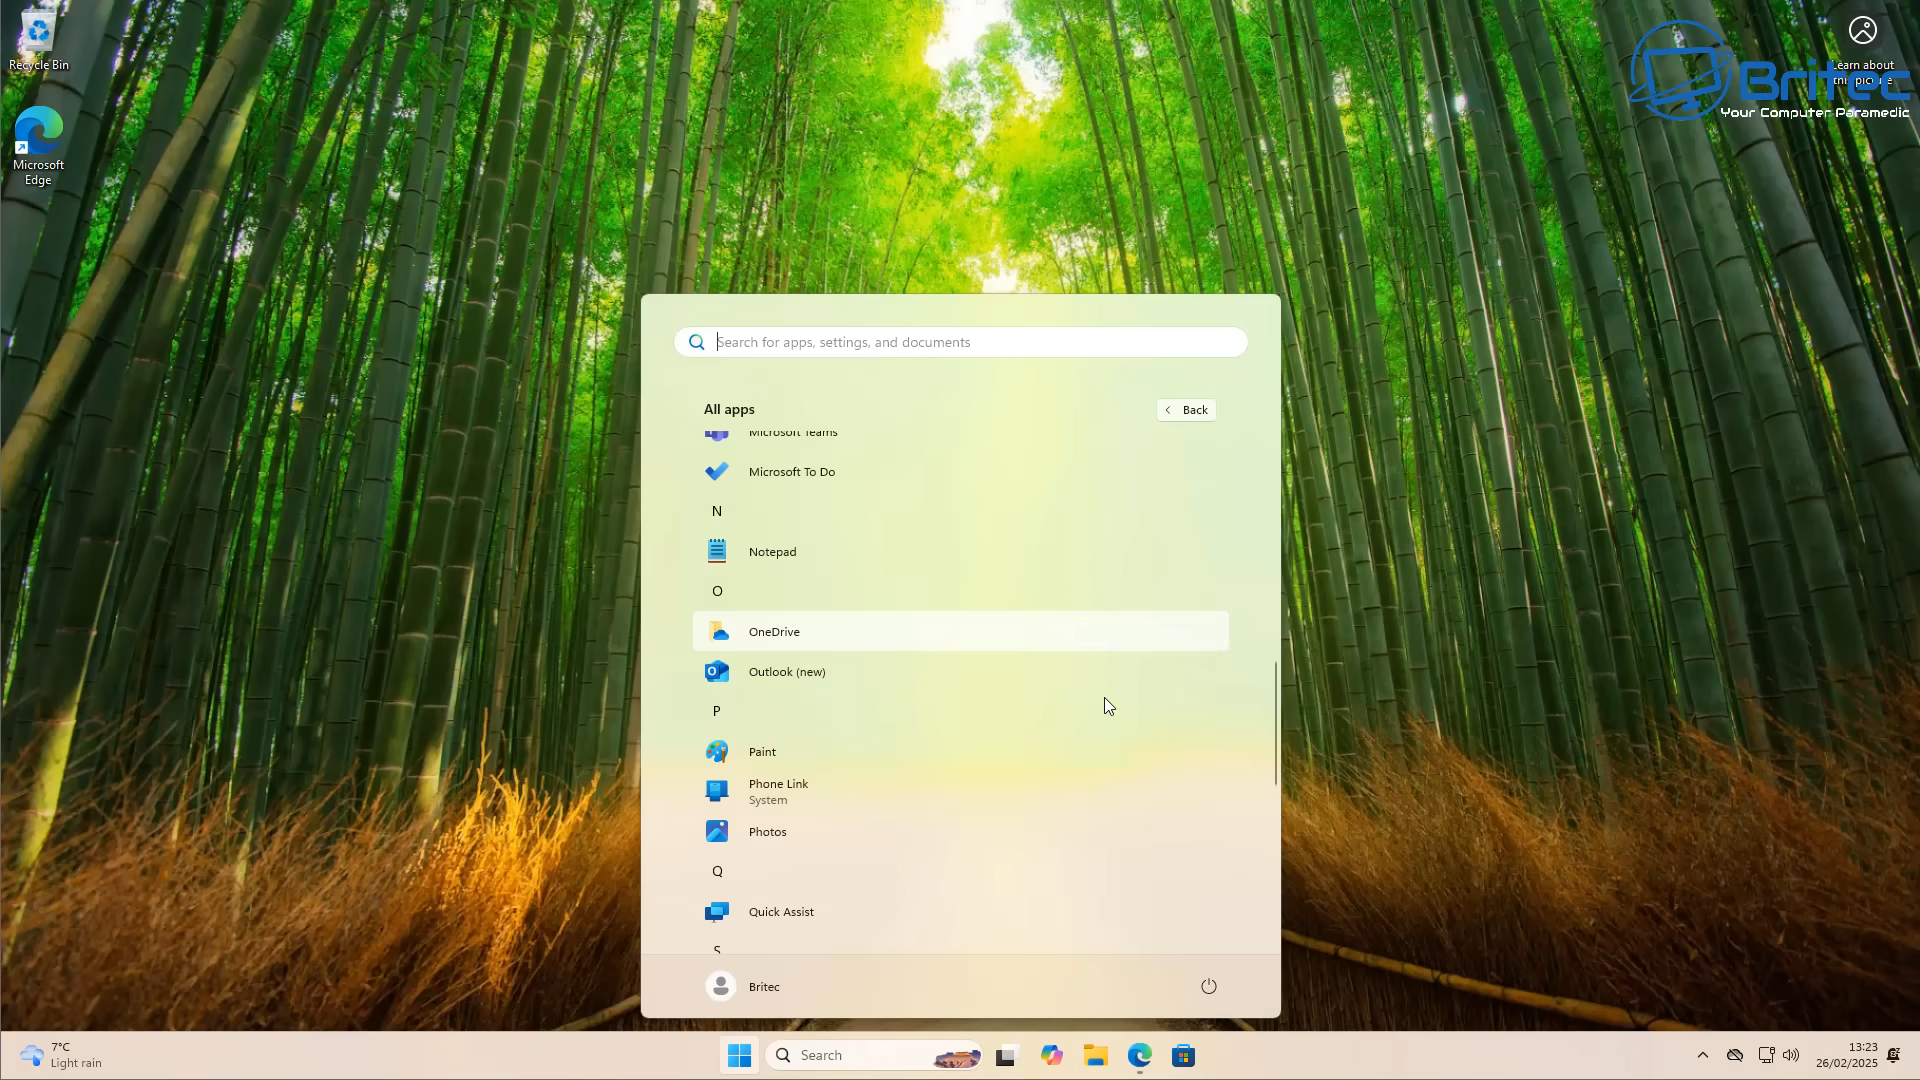 Recycle Bin
Microsoft
Edge
Learn about
this picture
Britec
Your Computer Paramedic
Search for apps, settings, and documents
All apps
Back
Microsoft Teams
Microsoft To Do
N
Notepad
O
OneDrive
Outlook (new)
P
Paint
Phone Link
System
Photos
Q
Quick Assist
S
Britec
7°C
Light rain
Search
13:23
26/02/2025